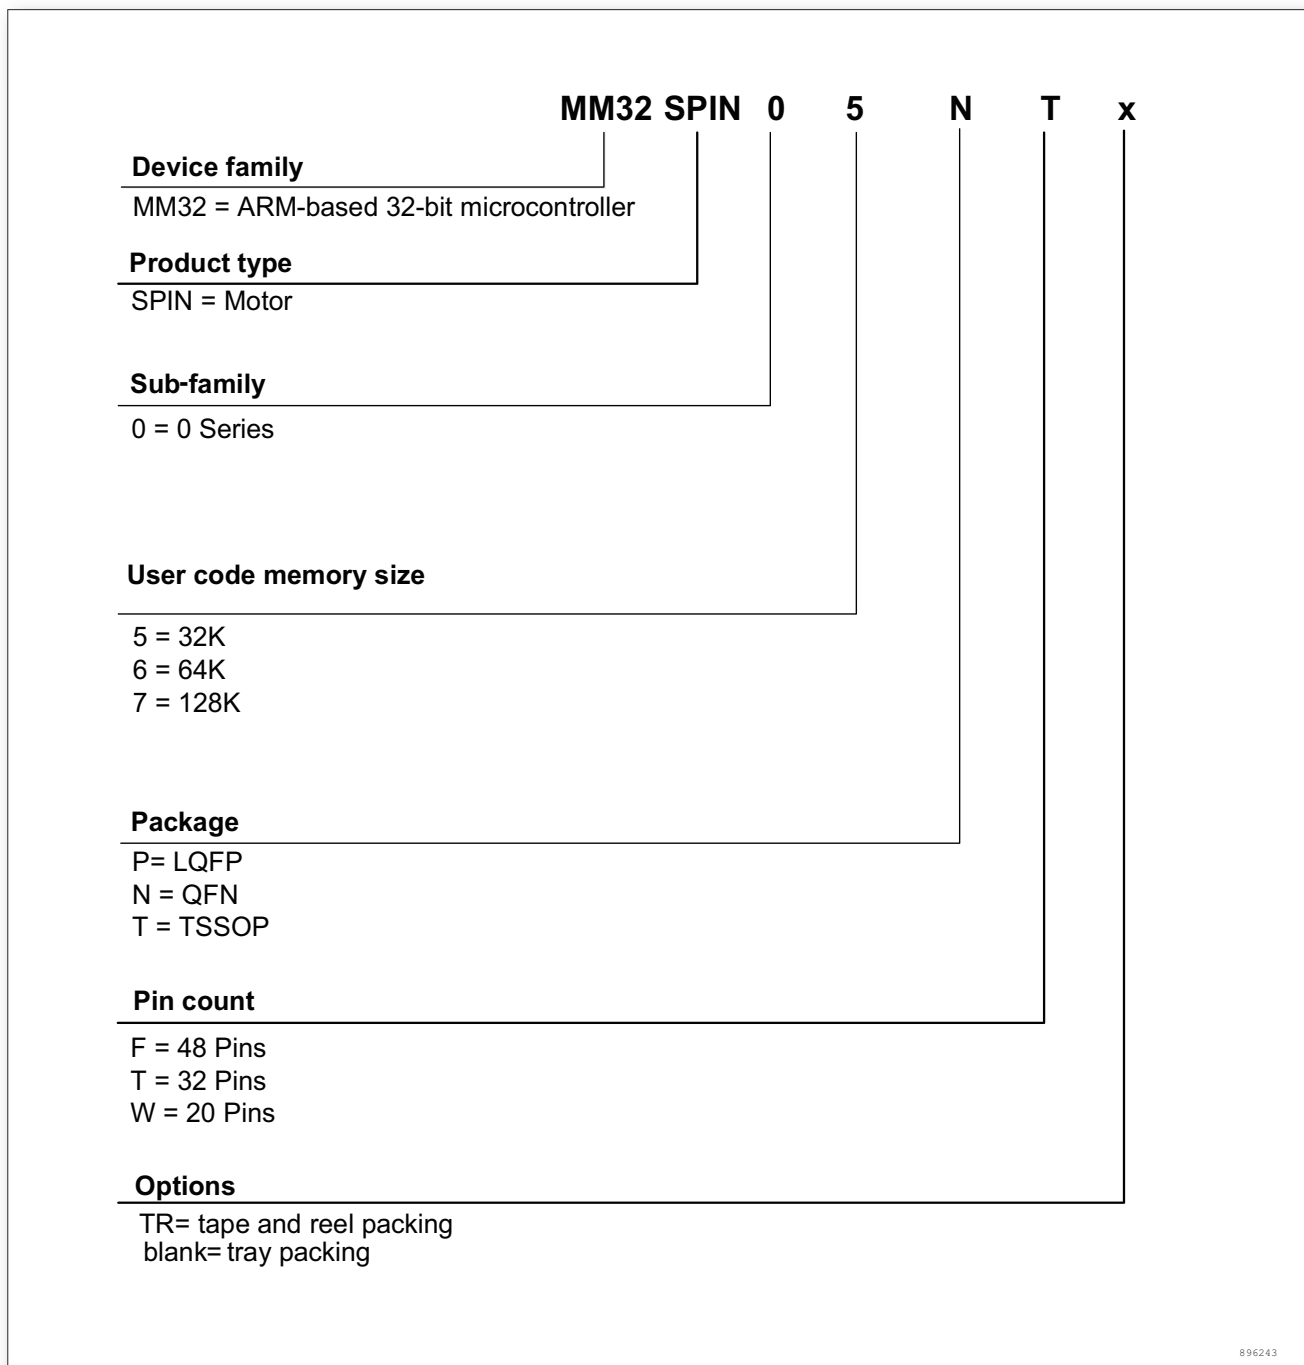 MM32 SPIN 0 5 N T x
Device family
MM32 = ARM-based 32-bit microcontroller
Product type
SPIN = Motor
Sub-family
0 = 0 Series
User code memory size
5 = 32K
6 = 64K
7 = 128K
Package
P= LQFP
N = QFN
T = TSSOP
Pin count
F = 48 Pins
T = 32 Pins
W = 20 Pins
Options
TR= tape and reel packing
blank= tray packing
896243